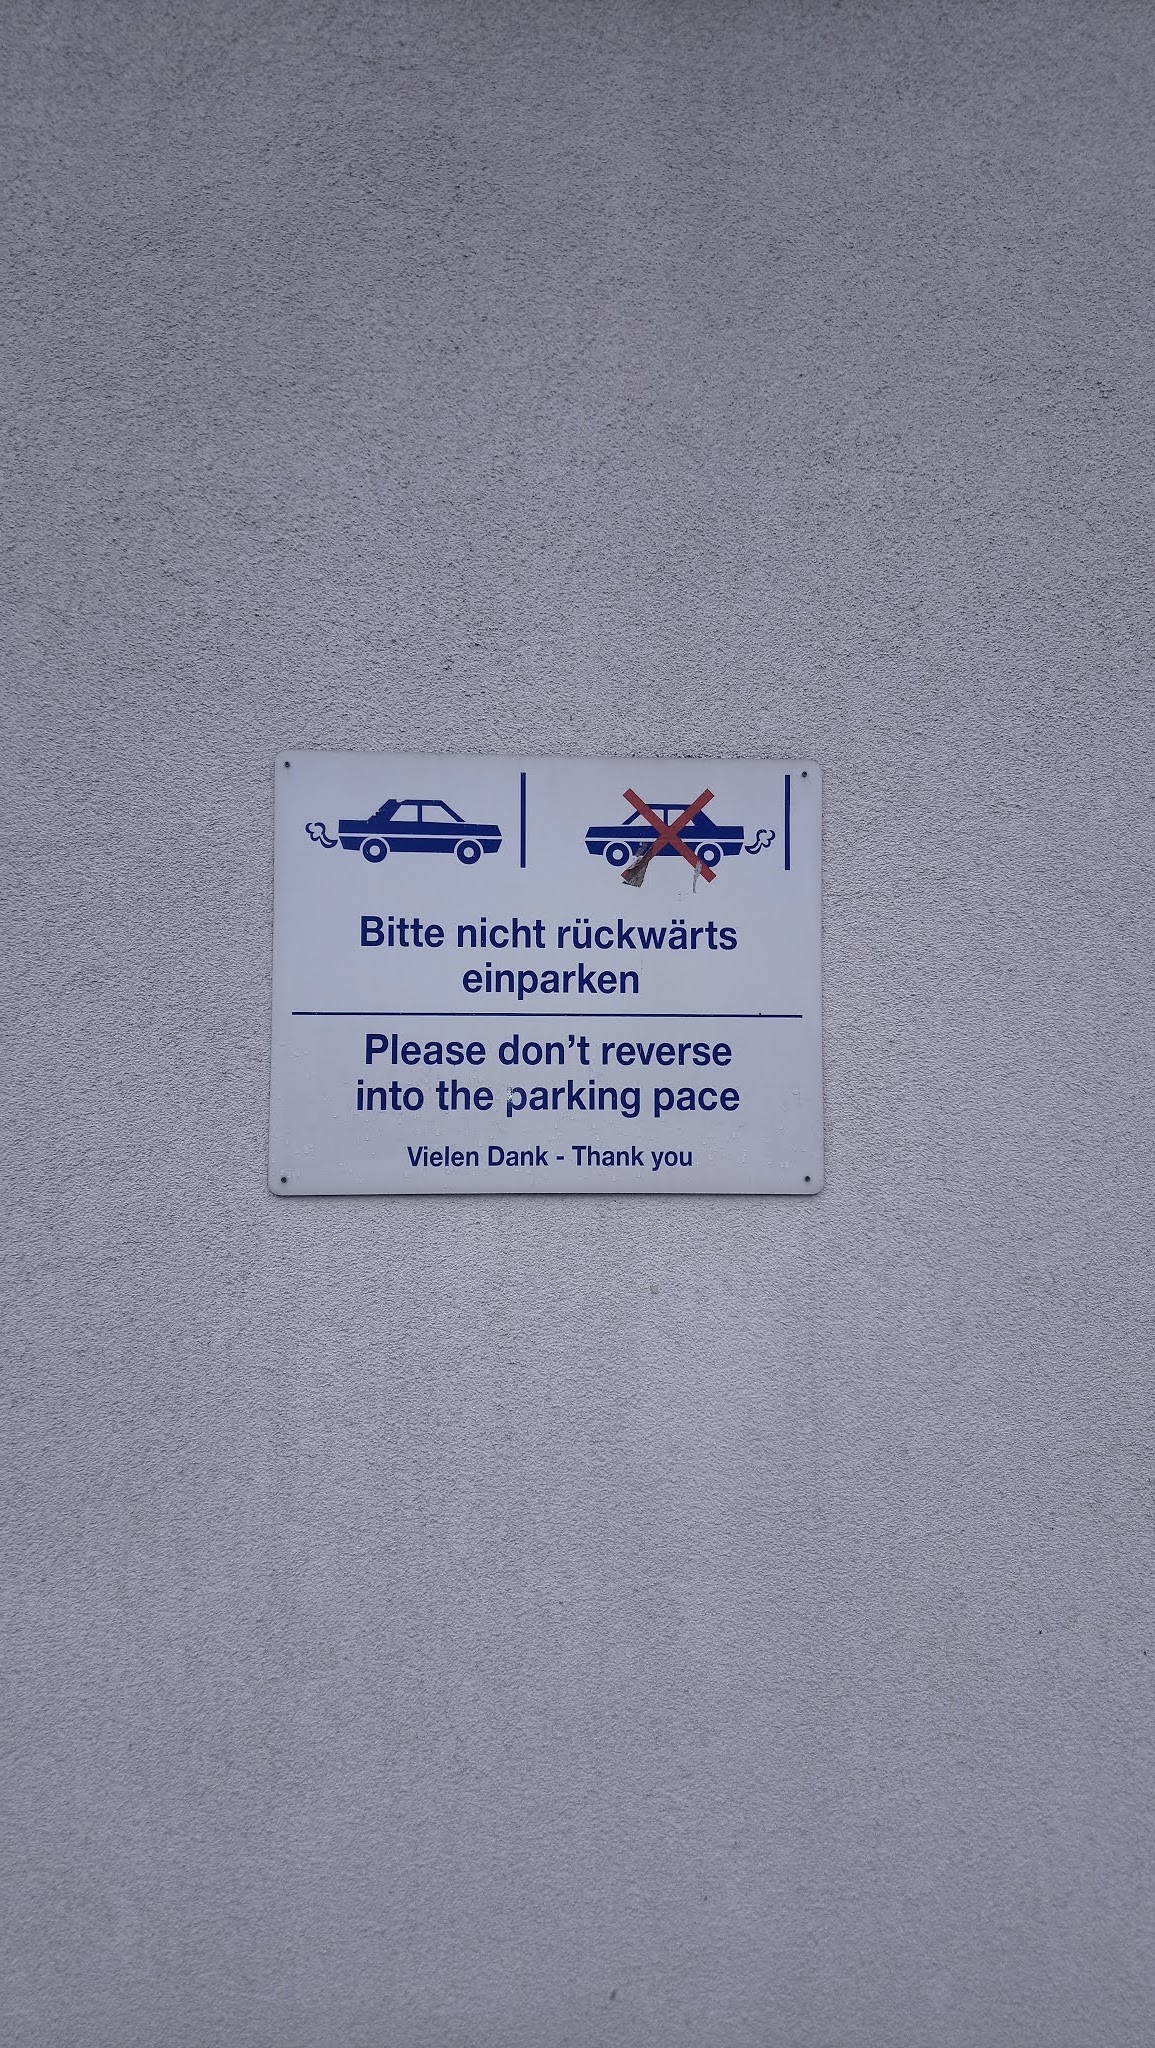 Bitte nicht rückwärts
einparken
Please don't reverse
into the parking pace
Vielen Dank - Thank you